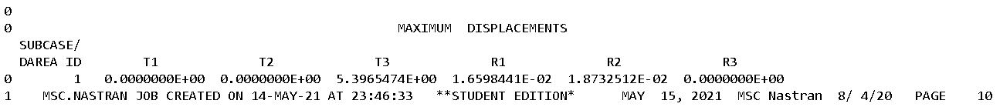 0
0 MAXIMUM DISPLACEMENTS
SUBCASE/
DAREA ID T1 T2 T3 R1 R2 R3
0 1 0.0000000E+00 0.0000000E+00 5.3965474E+00 1.6598441E-02 1.8732512E-02 0.0000000E+00
1 MSC.NASTRAN JOB CREATED ON 14-MAY-21 AT 23:46:33 **STUDENT EDITION* MAY 15, 2021 MSC Nastran 8/ 4/20 PAGE 10